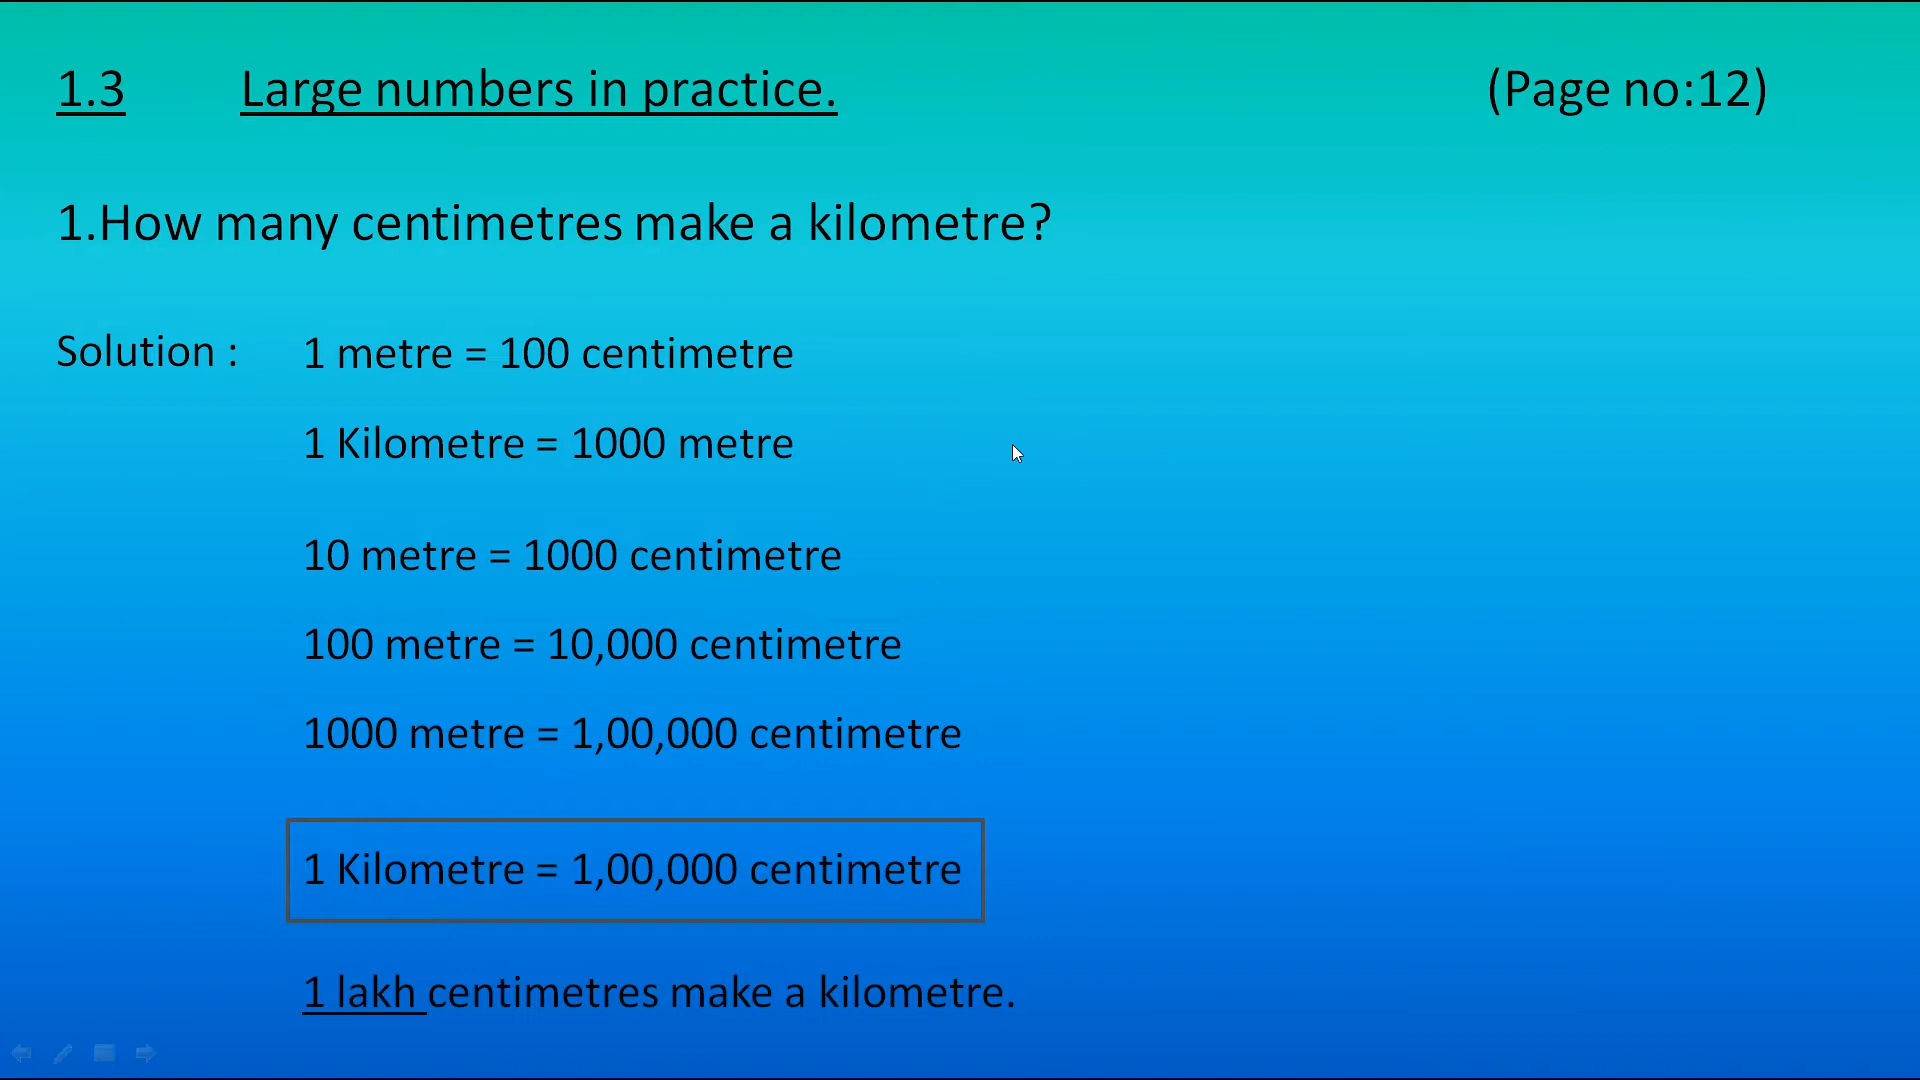 1.3 Large numbers in practice. (Page no:12)
1.How many centimetres make a kilometre?
Solution : 1 metre = 100 centimetre
1 Kilometre = 1000 metre
10 metre = 1000 centimetre
100 metre = 10,000 centimetre
1000 metre = 1,00,000 centimetre
1 Kilometre = 1,00,000 centimetre
1 lakh centimetres make a kilometre.